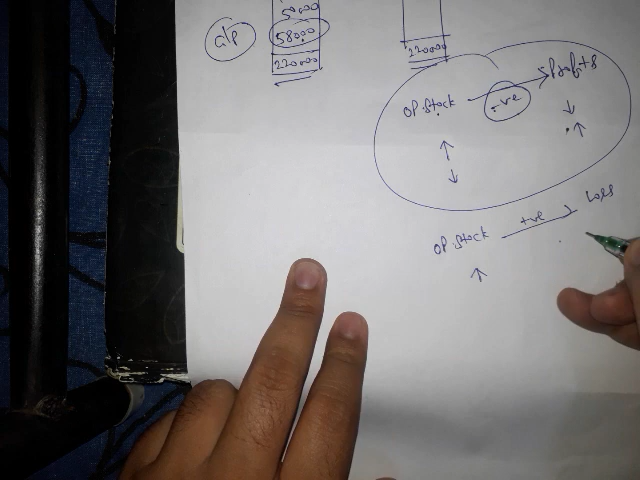 50000
G/P 58000
220000 220000
OP.Stock -ve Profits
OP.Stock +ve Loss